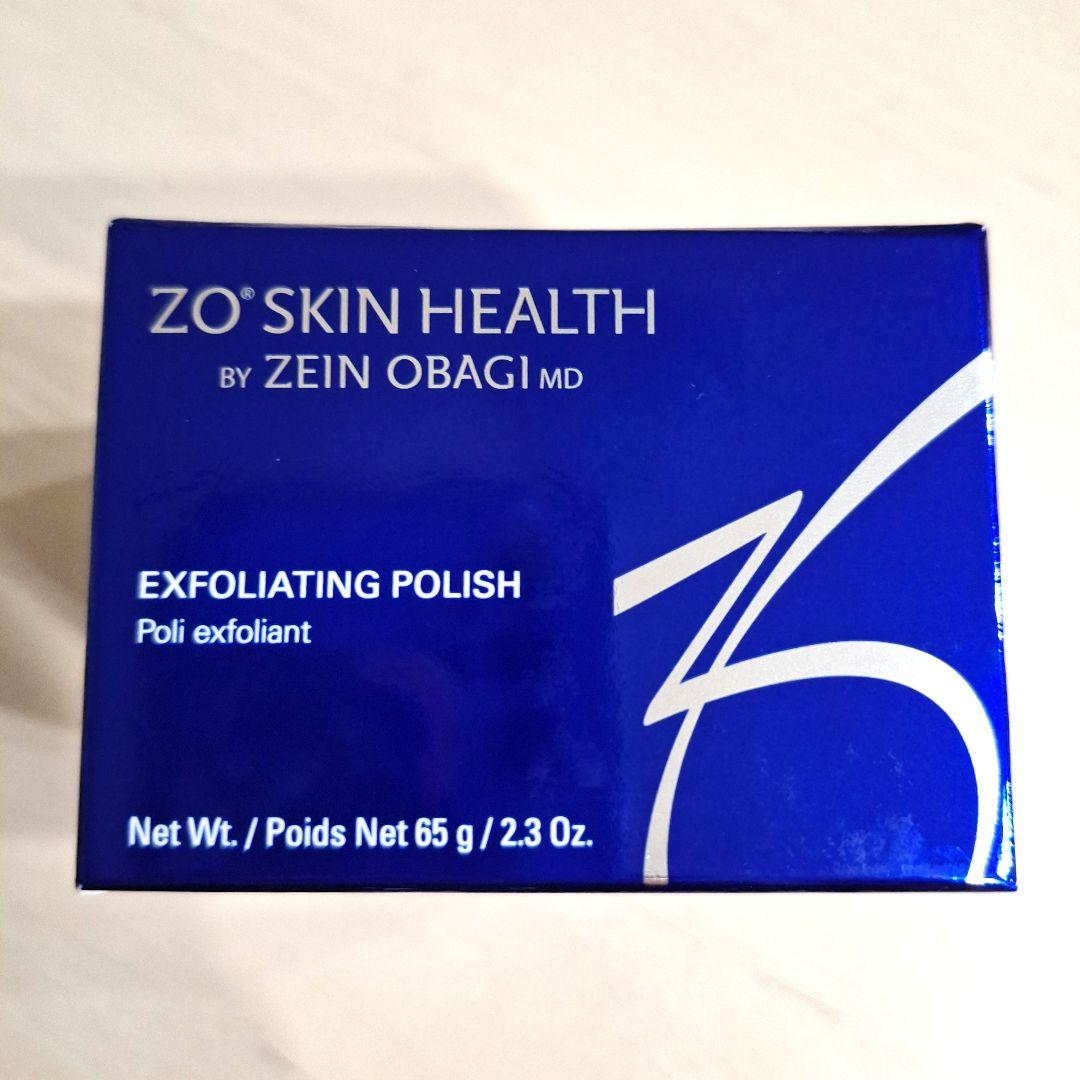 ZO® SKIN HEALTH
BY ZEIN OBAGI MD
EXFOLIATING POLISH
Poli exfoliant
Net Wt. / Poids Net 65 g / 2.3 Oz.